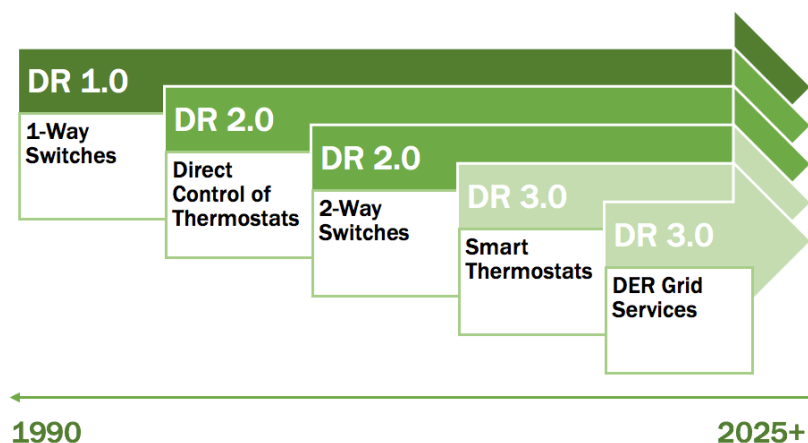 DR 1.0
1-Way
Switches
DR 2.0
Direct
Control of
Thermostats
DR 2.0
2-Way
Switches
DR 3.0
Smart
Thermostats
DR 3.0
DER Grid
Services
1990
2025+